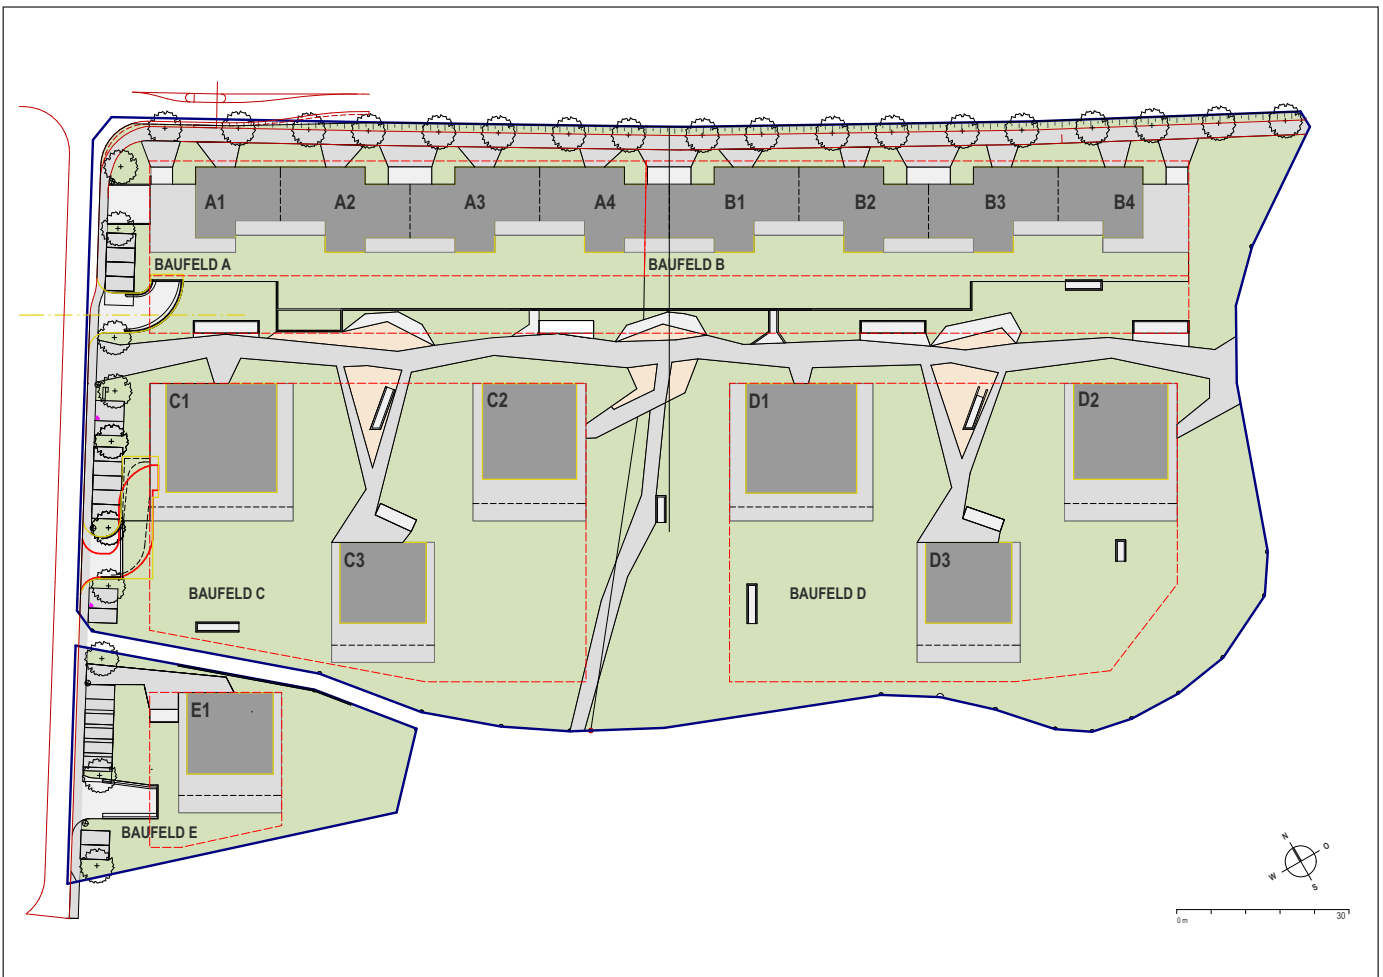 A1 A2 A3 A4 B1 B2 B3 B4
BAUFELD A BAUFELD B
C1 C2 D1 D2
C3 D3
BAUFELD C BAUFELD D
E1
BAUFELD E
N
O
W
S
0 m 30